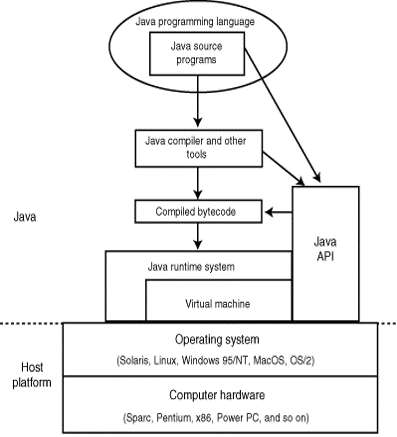 Java programming language
Java source
programs
Java compiler and other
tools
Compiled bytecode
Java
API
Java
Java runtime system
Virtual machine
Operating system
(Solaris, Linux, Windows 95/NT, MacOS, OS/2)
Host
platform
Computer hardware
(Sparc, Pentium, x86, Power PC, and so on)